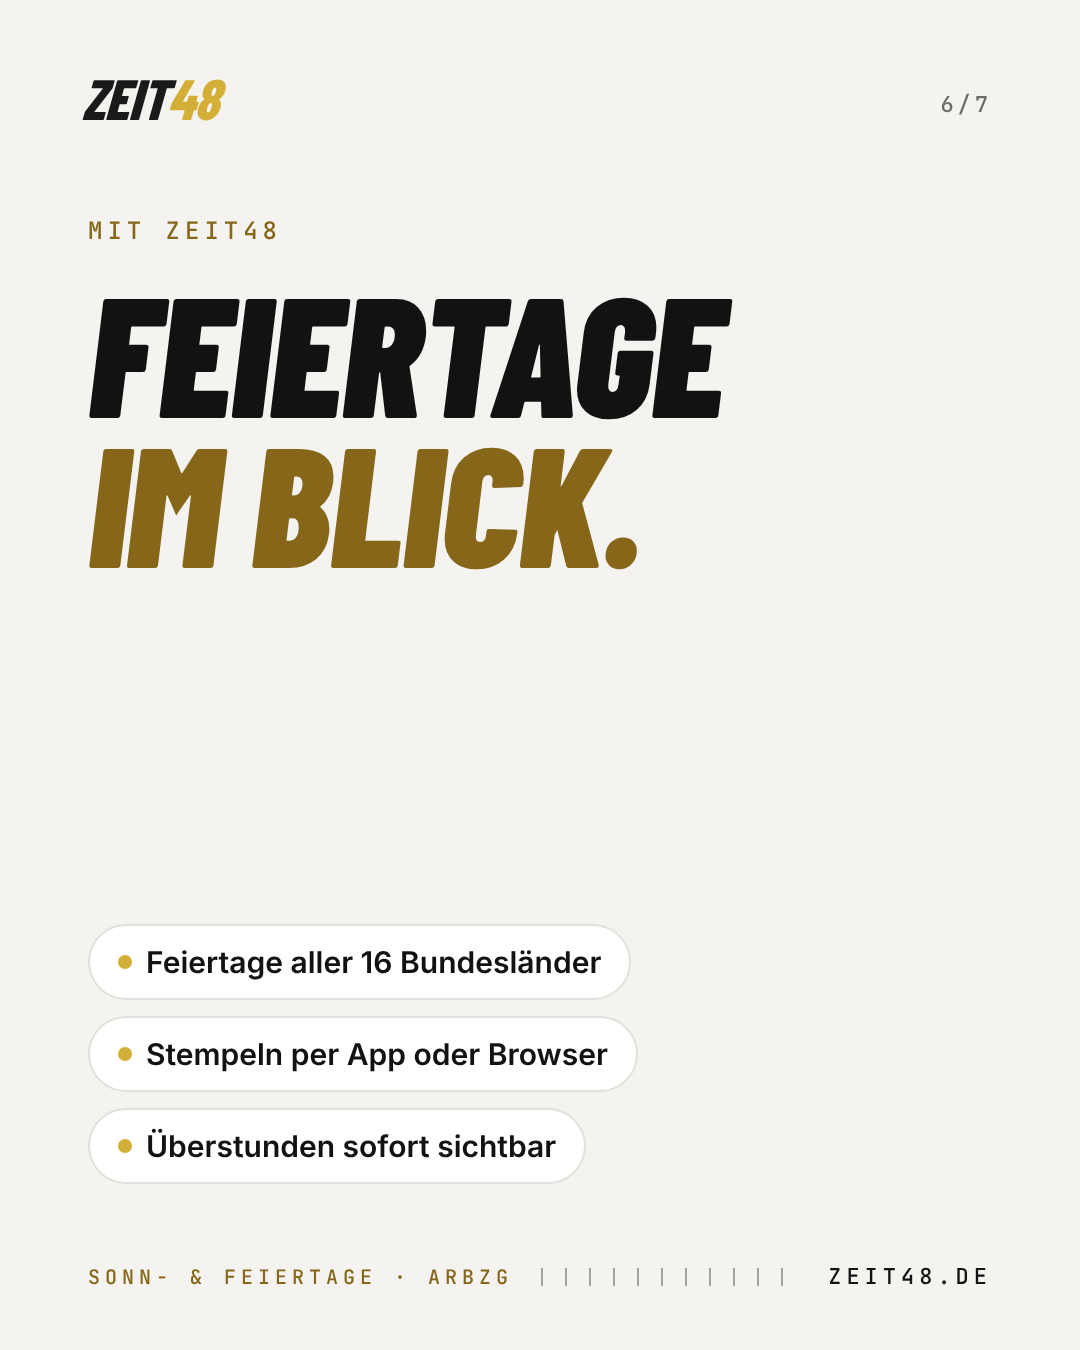 ZEIT48
6/7
MIT ZEIT48
FEIERTAGE
IM BLICK.
Feiertage aller 16 Bundesländer
Stempeln per App oder Browser
Überstunden sofort sichtbar
SONN- & FEIERTAGE · ARBZG
ZEIT48.DE